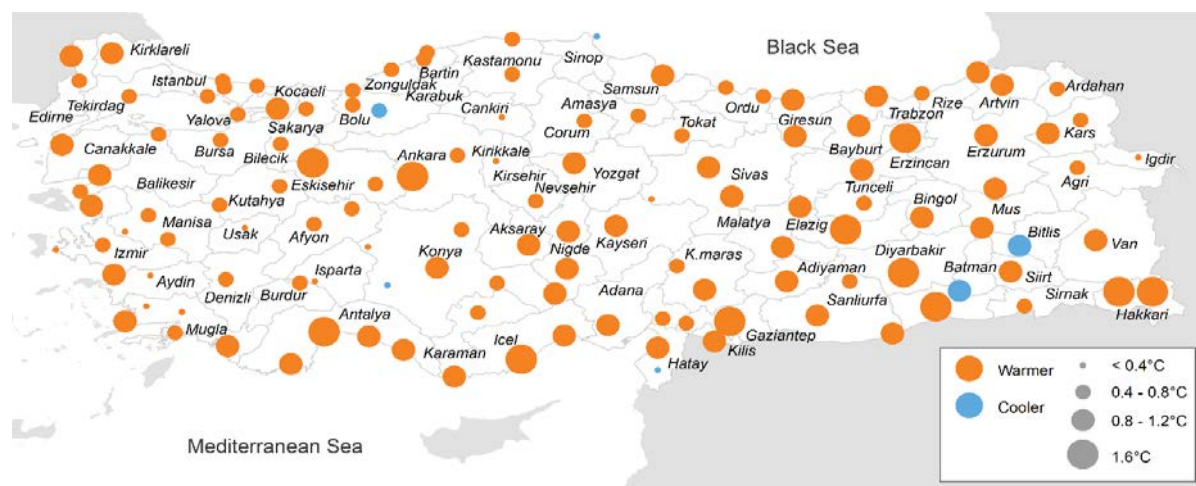 Black Sea
Kirklareli
Sinop
Kastamonu
Bartin
Istanbul
Zonguldak
Samsun
Ardahan
Kocaeli
Karabuk
Rize
Artvin
Tekirdag
Cankiri
Amasya
Ordu
Trabzon
Edirne
Yalova
Sakarya
Bolu
Corum
Tokat
Giresun
Kars
Canakkale
Bursa
Bilecik
Ankara
Kirikkale
Bayburt
Erzincan
Erzurum
Igdir
Kirsehir
Yozgat
Sivas
Agri
Balikesir
Eskisehir
Nevsehir
Tunceli
Bingol
Kutahya
Mus
Manisa
Usak
Afyon
Aksaray
Kayseri
Malatya
Elazig
Bitlis
Izmir
Konya
Nigde
Diyarbakir
Van
K.maras
Batman
Aydin
Isparta
Adiyaman
Siirt
Denizli
Burdur
Adana
Sanliurfa
Sirnak
Hakkari
Mugla
Antalya
Gaziantep
Karaman
Icel
Kilis
Hatay
Mediterranean Sea
Warmer
Cooler
< 0.4°C
0.4 - 0.8°C
0.8 - 1.2°C
1.6°C